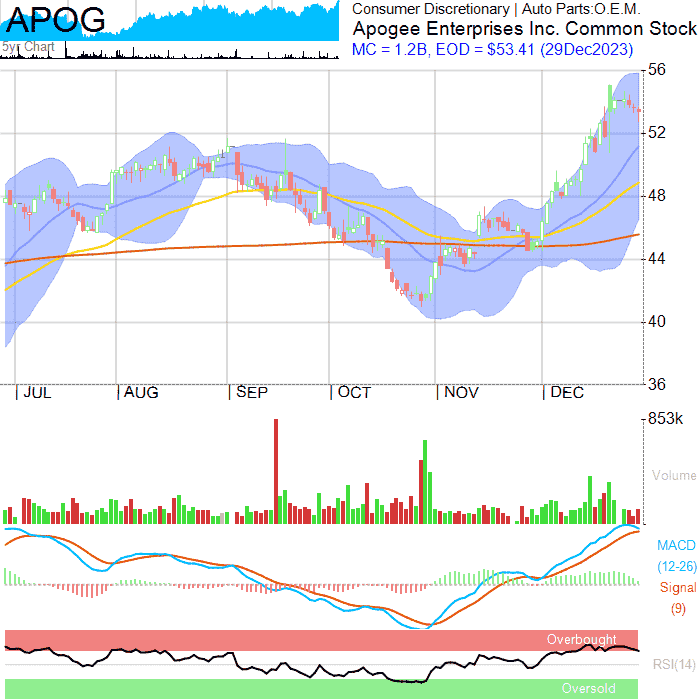 APOG
5yr Chart
Consumer Discretionary | Auto Parts:O.E.M.
Apogee Enterprises Inc. Common Stock
MC = 1.2B, EOD = $53.41 (29Dec2023)
56
52
48
44
40
36
| JUL | AUG | SEP | OCT | NOV | DEC
853k
Volume
MACD
(12-26)
Signal
(9)
Overbought
RSI(14)
Oversold